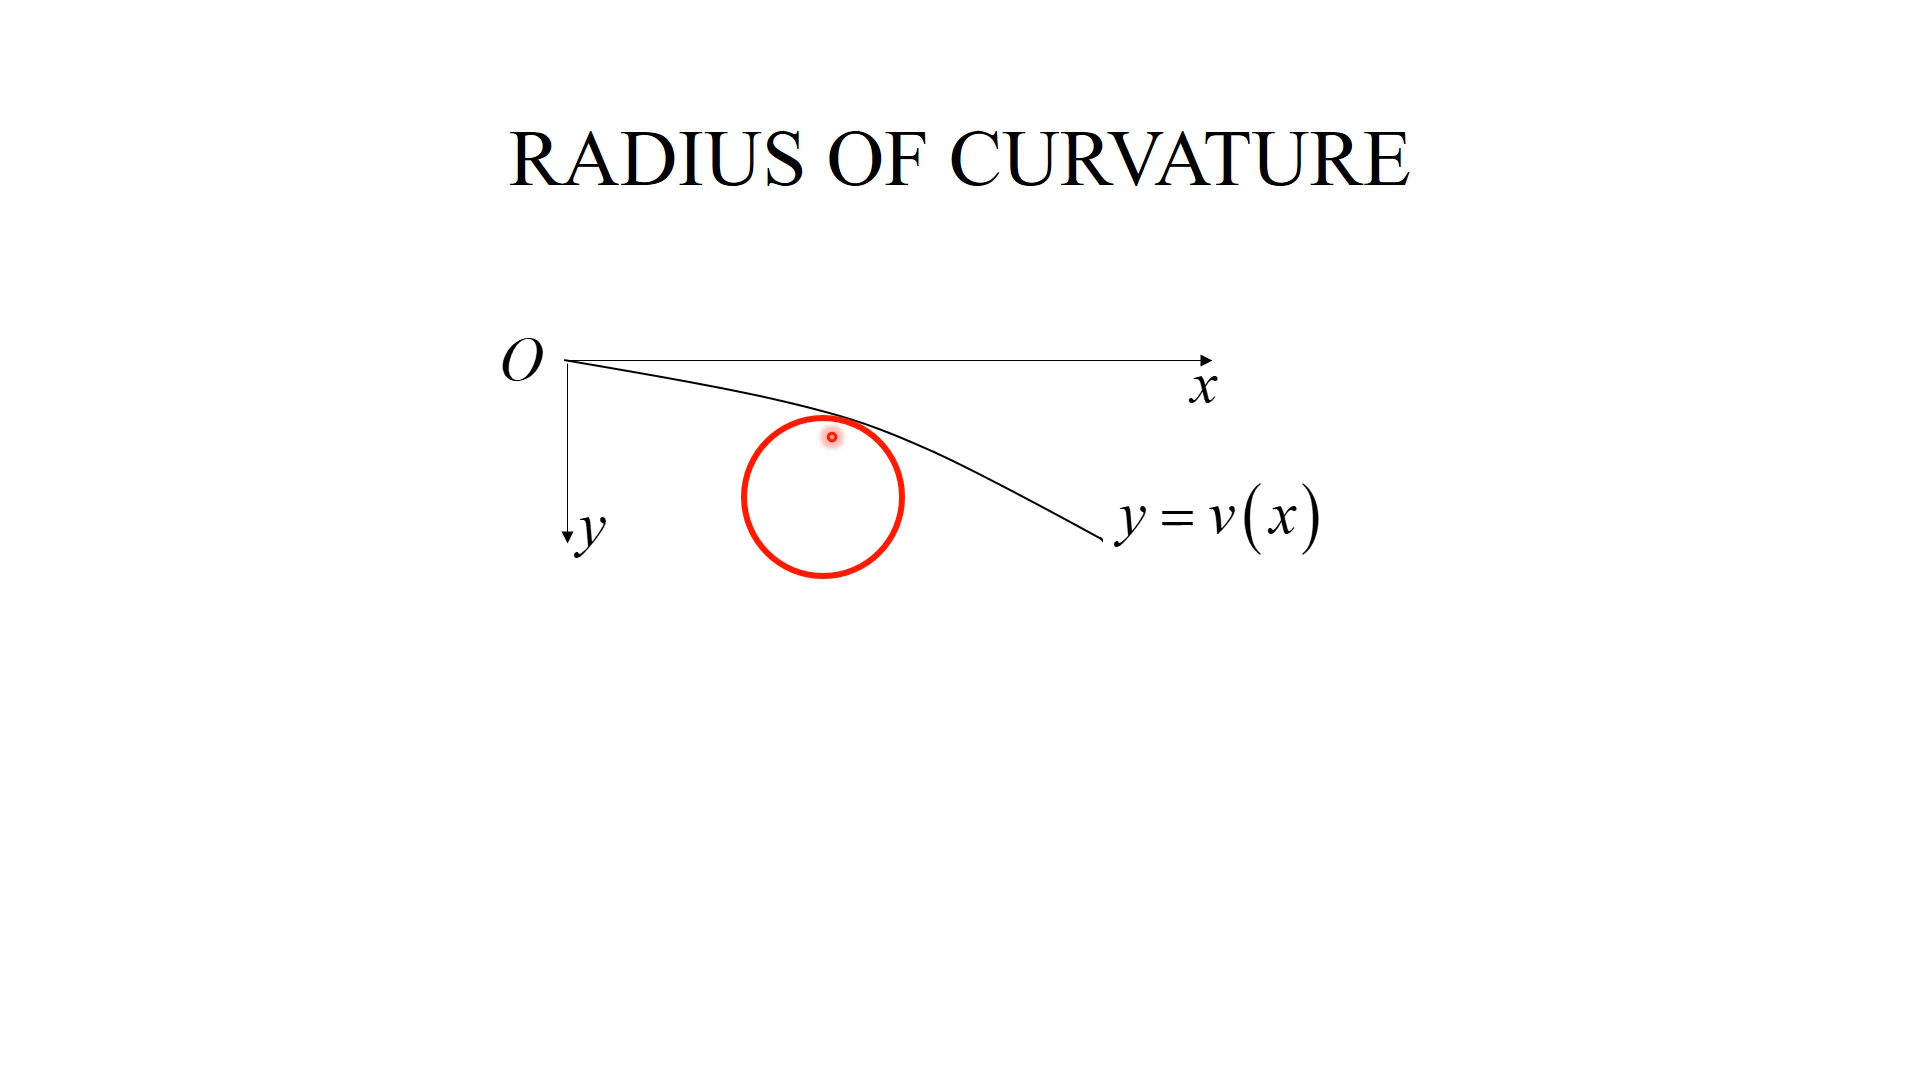 RADIUS OF CURVATURE
O
x
y
y = v(x)